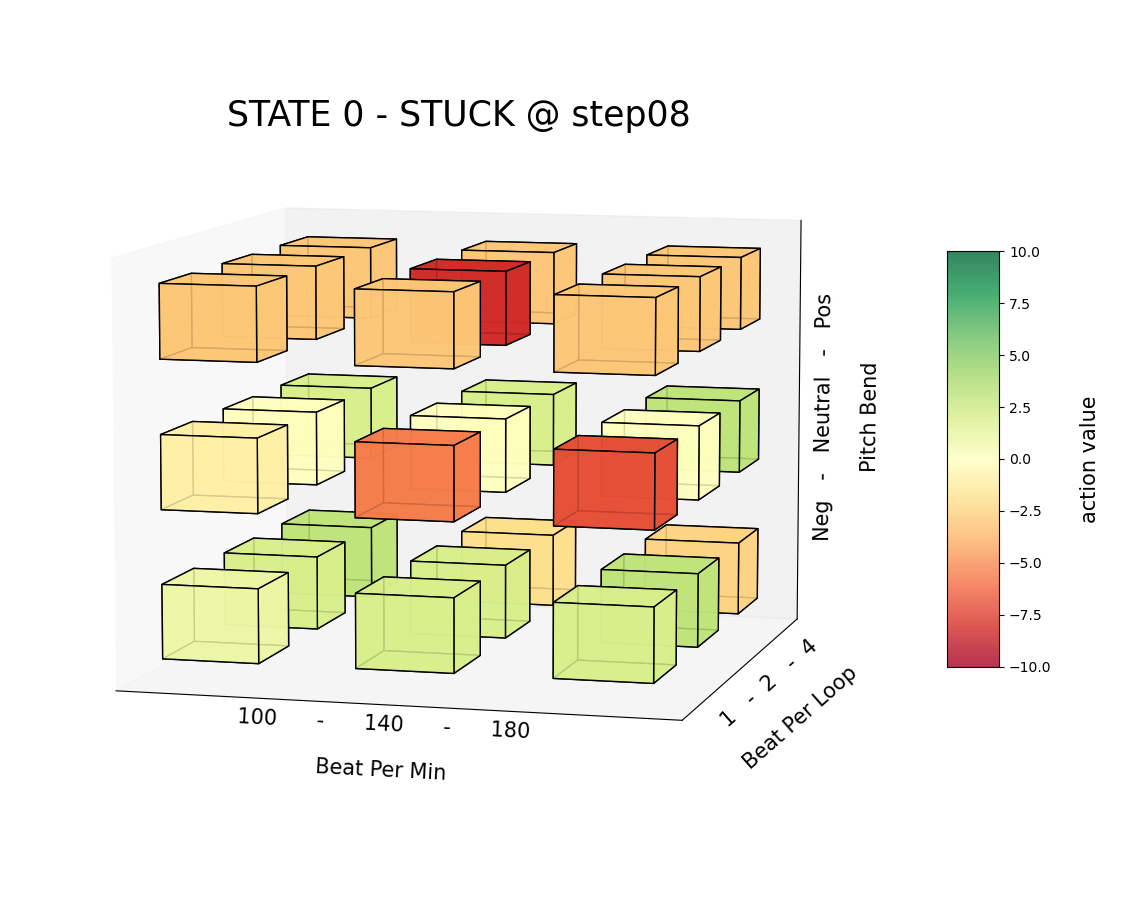 STATE 0 - STUCK @ step08
Neg - Neutral - Pos
Pitch Bend
1 - 2 - 4
Beat Per Loop
100 - 140 - 180
Beat Per Min
10.0
7.5
5.0
2.5
0.0
−2.5
−5.0
−7.5
−10.0
action value